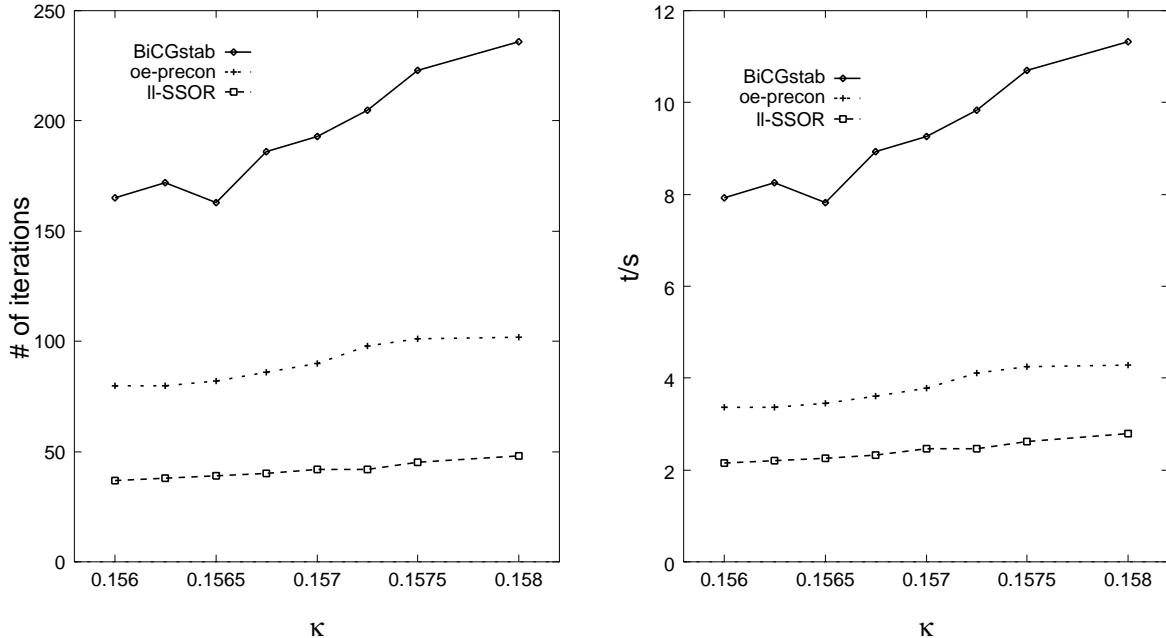 250
200
150
100
50
0
# of iterations
BiCGstab
oe-precon
ll-SSOR
0.156
0.1565
0.157
0.1575
0.158
κ
12
10
8
6
4
2
0
t/s
BiCGstab
oe-precon
ll-SSOR
0.156
0.1565
0.157
0.1575
0.158
κ